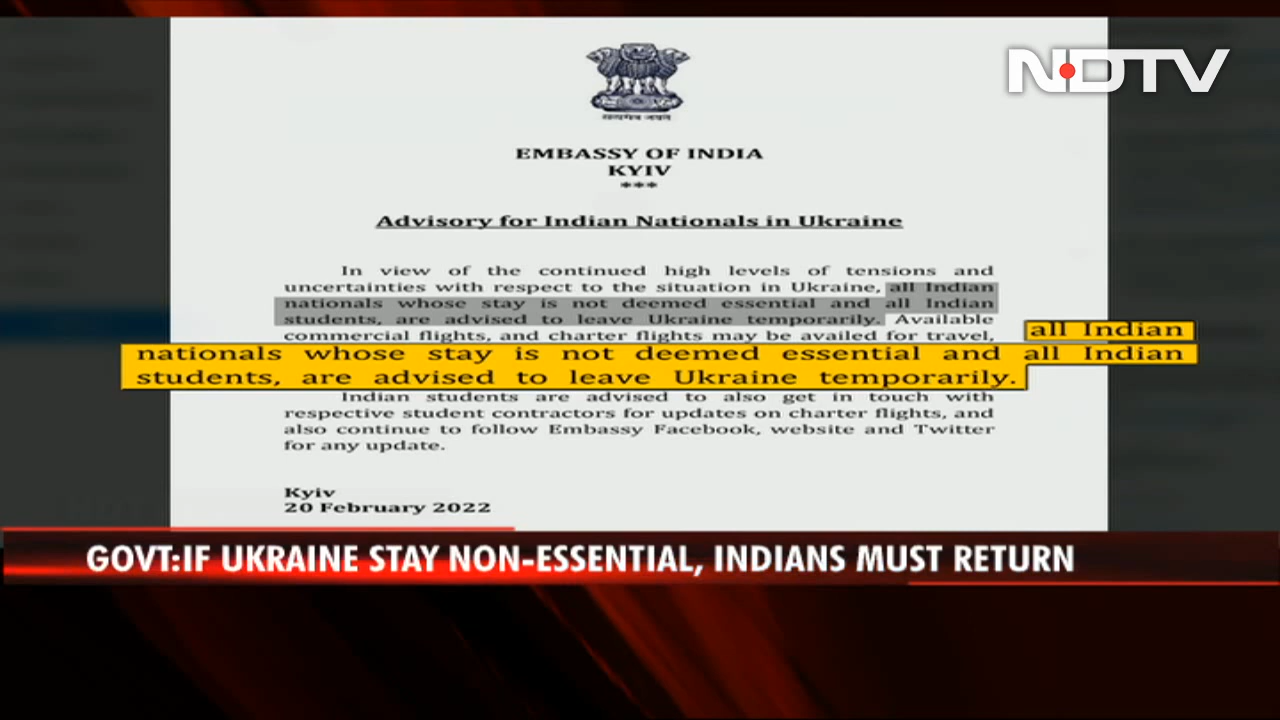 NDTV
सत्यमेव जयते
EMBASSY OF INDIA
KYIV
***
Advisory for Indian Nationals in Ukraine
In view of the continued high levels of tensions and
uncertainties with respect to the situation in Ukraine, all Indian
nationals whose stay is not deemed essential and all Indian
students, are advised to leave Ukraine temporarily. Available
commercial flights, and charter flights may be availed for travel,
all Indian
nationals whose stay is not deemed essential and all Indian
students, are advised to leave Ukraine temporarily.
Indian students are advised to also get in touch with
respective student contractors for updates on charter flights, and
also continue to follow Embassy Facebook, website and Twitter
for any update.
Kyiv
20 February 2022
GOVT:IF UKRAINE STAY NON-ESSENTIAL, INDIANS MUST RETURN